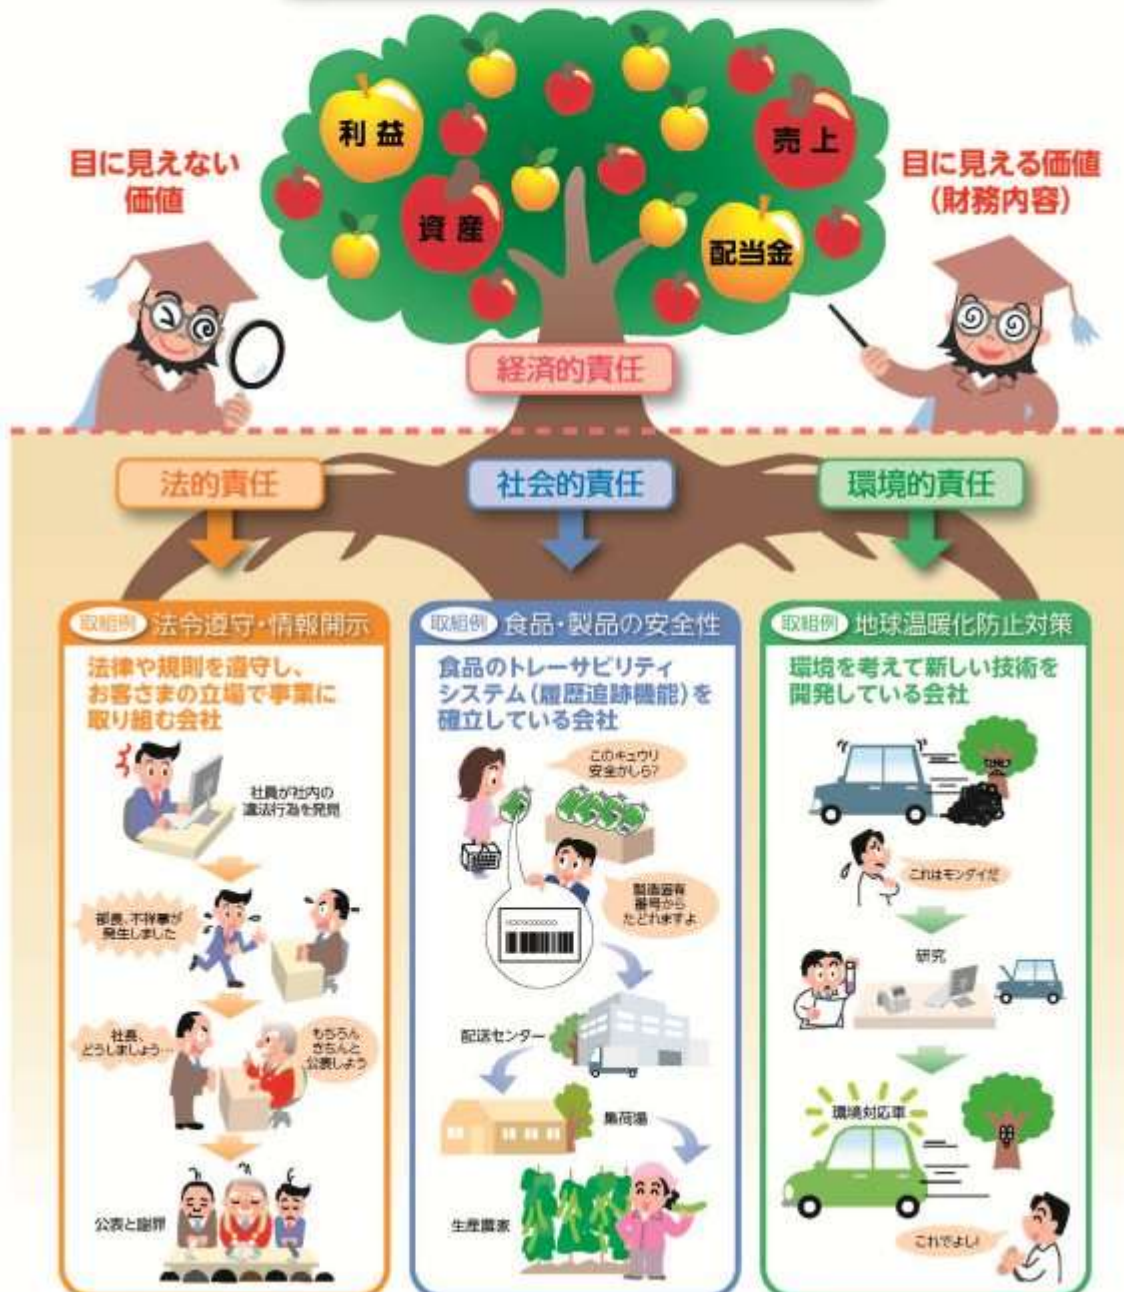 利益
売上
資産
配当金
目に見えない
価値
目に見える価値
(財務内容)
経済的責任
法的責任
社会的責任
環境的責任
取組例 法令遵守・情報開示
法律や規則を遵守し、
お客さまの立場で事業に
取り組む会社
社員が社内の
違法行為を発見
部長、不祥事が
発生しました
社長、
どうしましょう…
もちろん
きちんと
公表しよう
公表と謝罪
取組例 食品・製品の安全性
食品のトレーサビリティ
システム(履歴追跡機能)を
確立している会社
このキュウリ
安全かしら?
製造固有
番号から
たどれますよ
配送センター
集荷場
生産農家
取組例 地球温暖化防止対策
環境を考えて新しい技術を
開発している会社
これはモンダイだ
研究
環境対応車
これでよし!